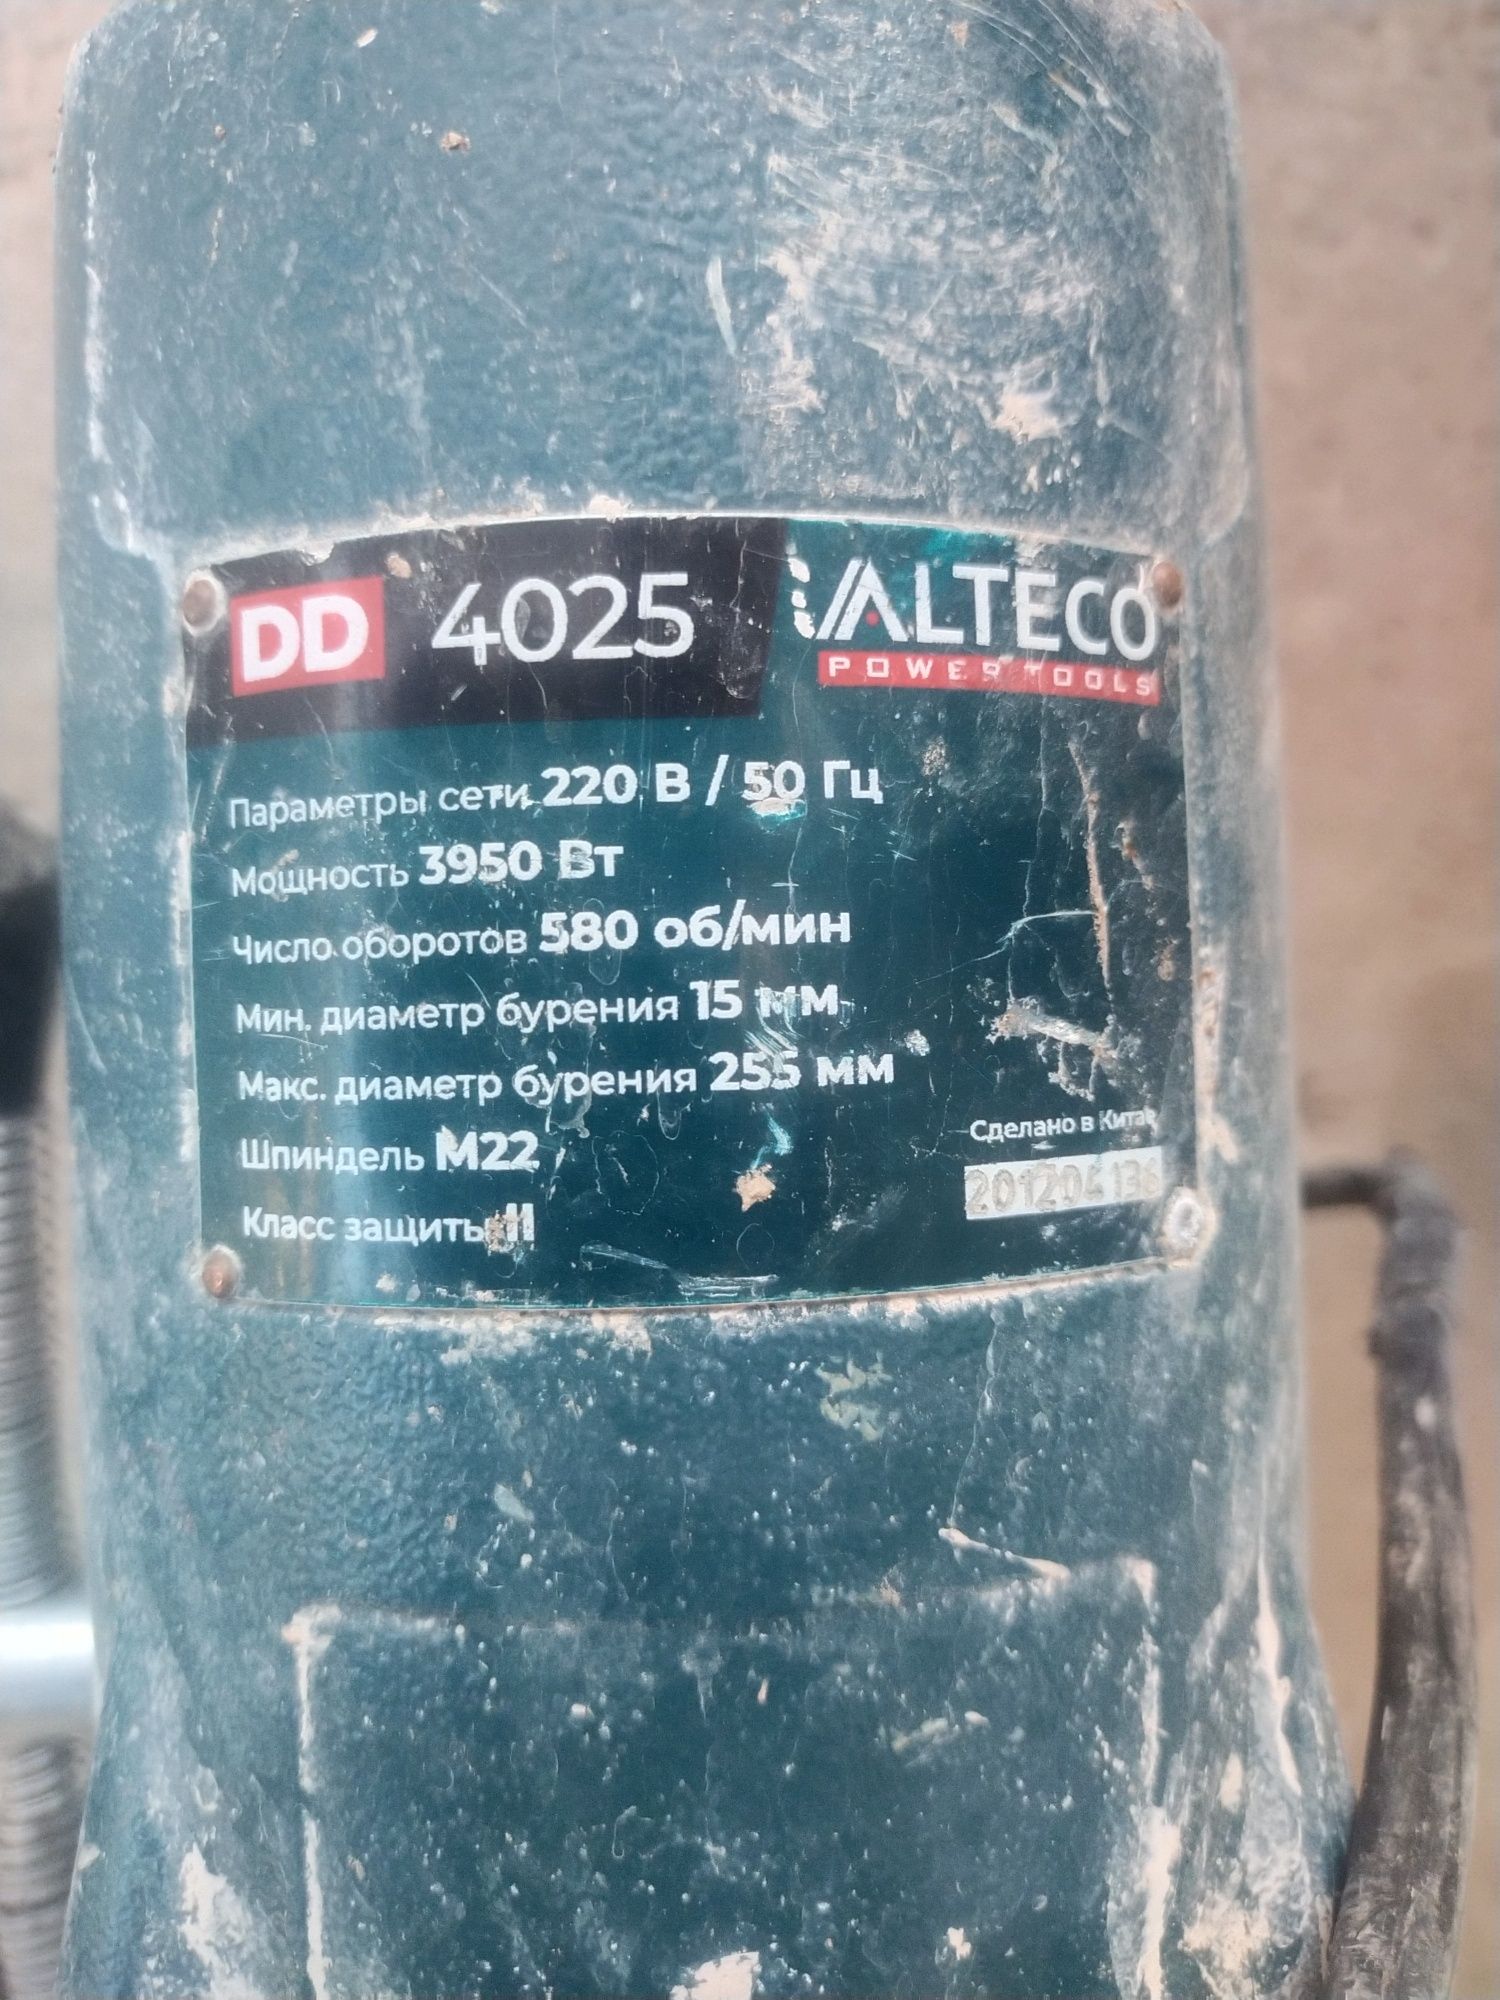 DD 4025
ALTECO
POWER TOOLS
Параметры сети 220 В / 50 Гц
Мощность 3950 Вт
Число оборотов 580 об/мин
Мин. диаметр бурения 15 мм
Макс. диаметр бурения 255 мм
Шпиндель М22
Класс защиты II
Сделано в Китае